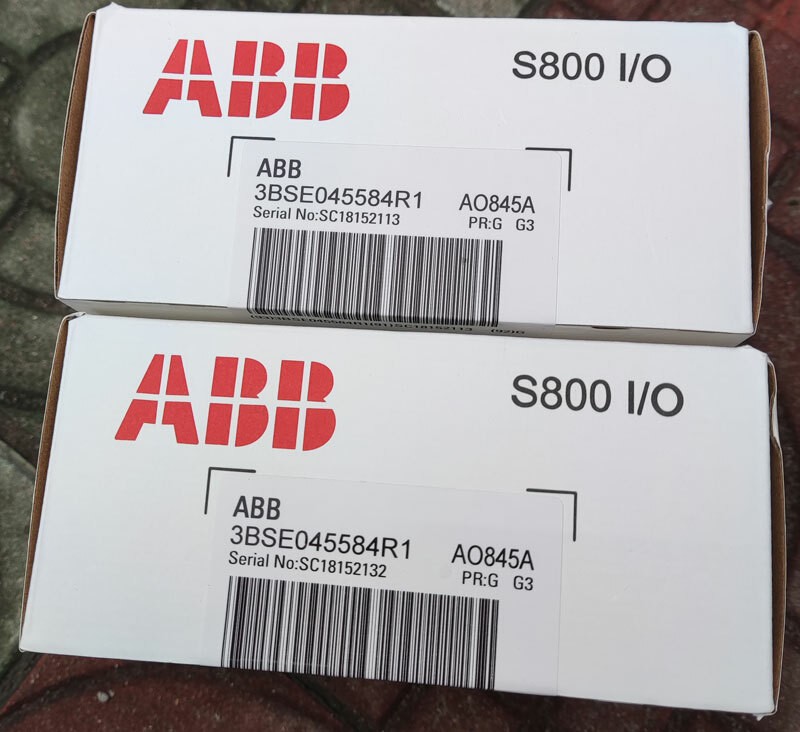 ABB
S800 I/O
ABB
3BSE045584R1 AO845A
Serial No:SC18152113 PR:G G3
ABB
S800 I/O
ABB
3BSE045584R1 AO845A
Serial No:SC18152132 PR:G G3